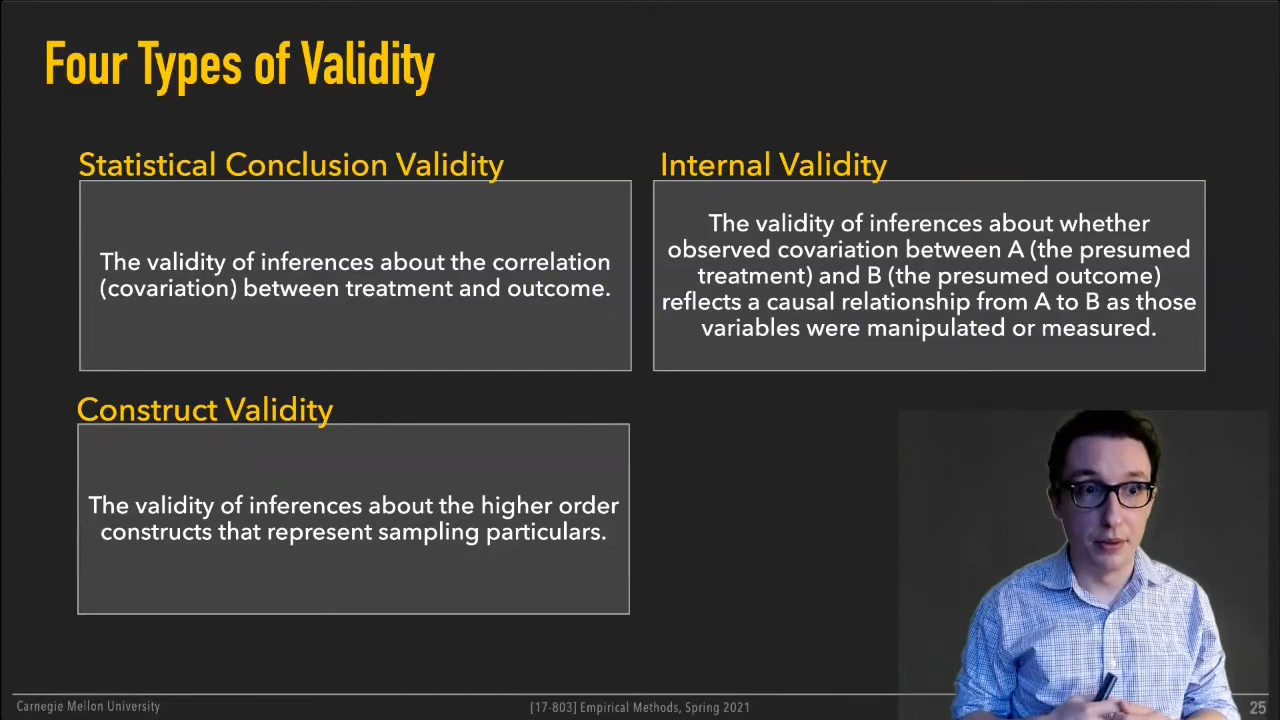 Four Types of Validity
Statistical Conclusion Validity
The validity of inferences about the correlation
(covariation) between treatment and outcome.
Internal Validity
The validity of inferences about whether
observed covariation between A (the presumed
treatment) and B (the presumed outcome)
reflects a causal relationship from A to B as those
variables were manipulated or measured.
Construct Validity
The validity of inferences about the higher order
constructs that represent sampling particulars.
Carnegie Mellon University
[17-803] Empirical Methods, Spring 2021
25